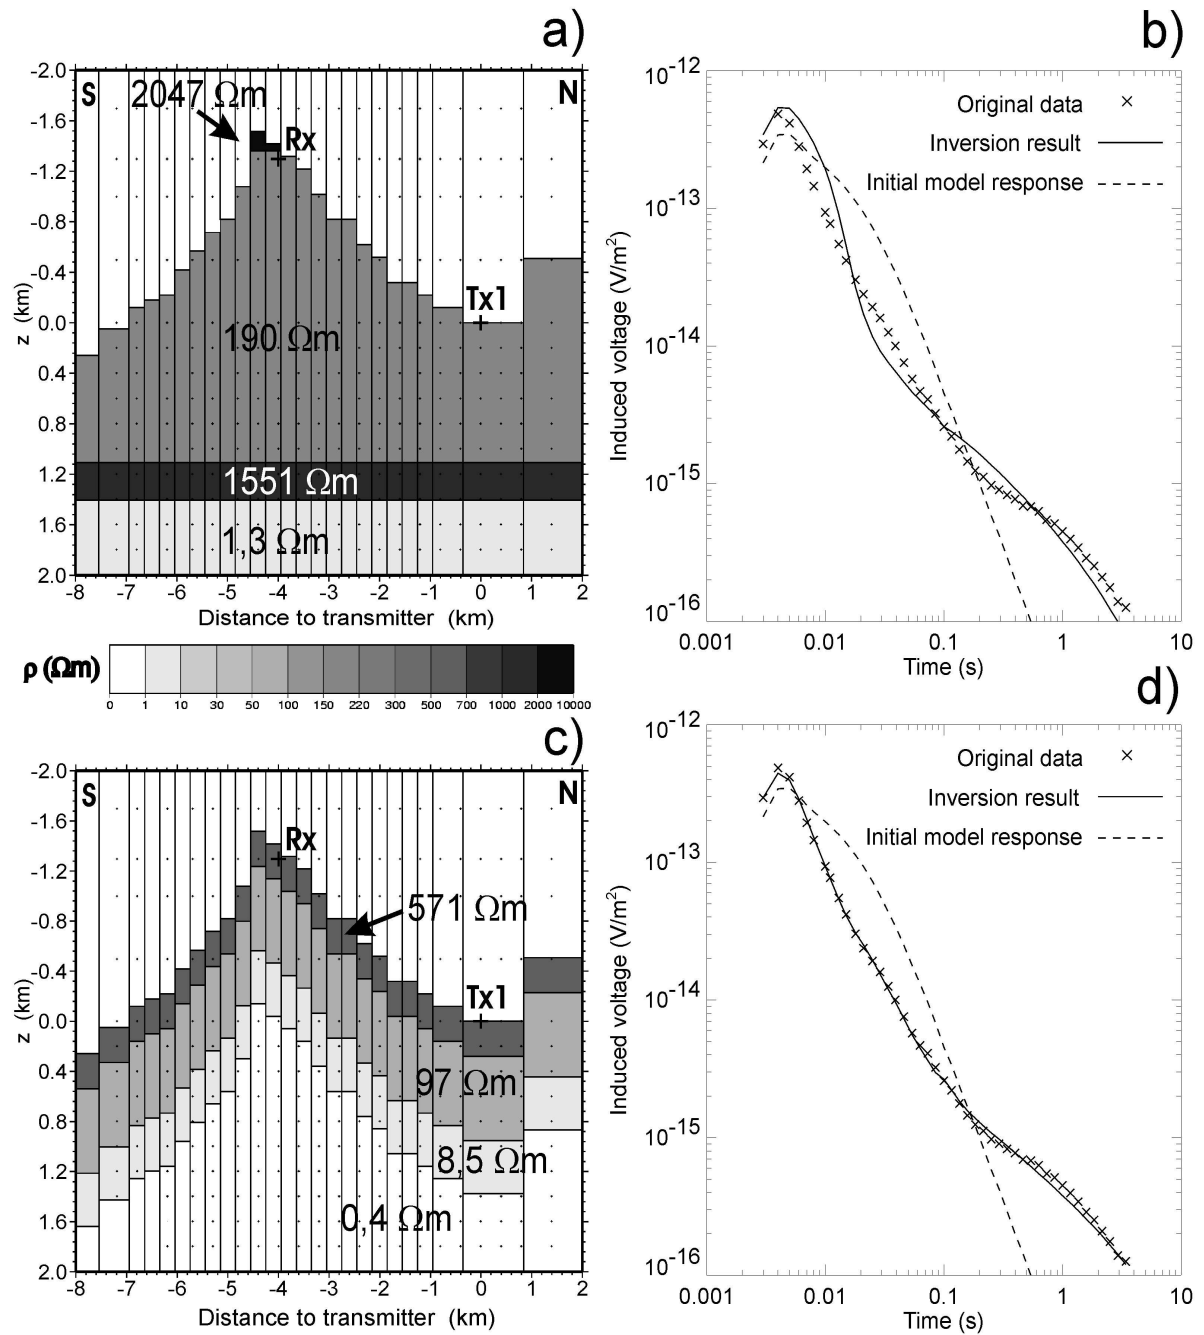 a)
S
N
2047 Ωm
Rx
Tx1
190 Ωm
1551 Ωm
1,3 Ωm
-2.0
-1.6
-1.2
-0.8
-0.4
0.0
0.4
0.8
1.2
1.6
2.0
z (km)
-8 -7 -6 -5 -4 -3 -2 -1 0 1 2
Distance to transmitter (km)
b)
Original data
Inversion result
Initial model response
10-12
10-13
10-14
10-15
10-16
Induced voltage (V/m2)
0.001 0.01 0.1 1 10
Time (s)
ρ (Ωm)
0 1 10 30 50 100 150 220 300 500 700 1000 2000 10000
c)
S
N
Rx
571 Ωm
Tx1
97 Ωm
8,5 Ωm
0,4 Ωm
-2.0
-1.6
-1.2
-0.8
-0.4
0.0
0.4
0.8
1.2
1.6
2.0
z (km)
-8 -7 -6 -5 -4 -3 -2 -1 0 1 2
Distance to transmitter (km)
d)
Original data
Inversion result
Initial model response
10-12
10-13
10-14
10-15
10-16
Induced voltage (V/m2)
0.001 0.01 0.1 1 10
Time (s)